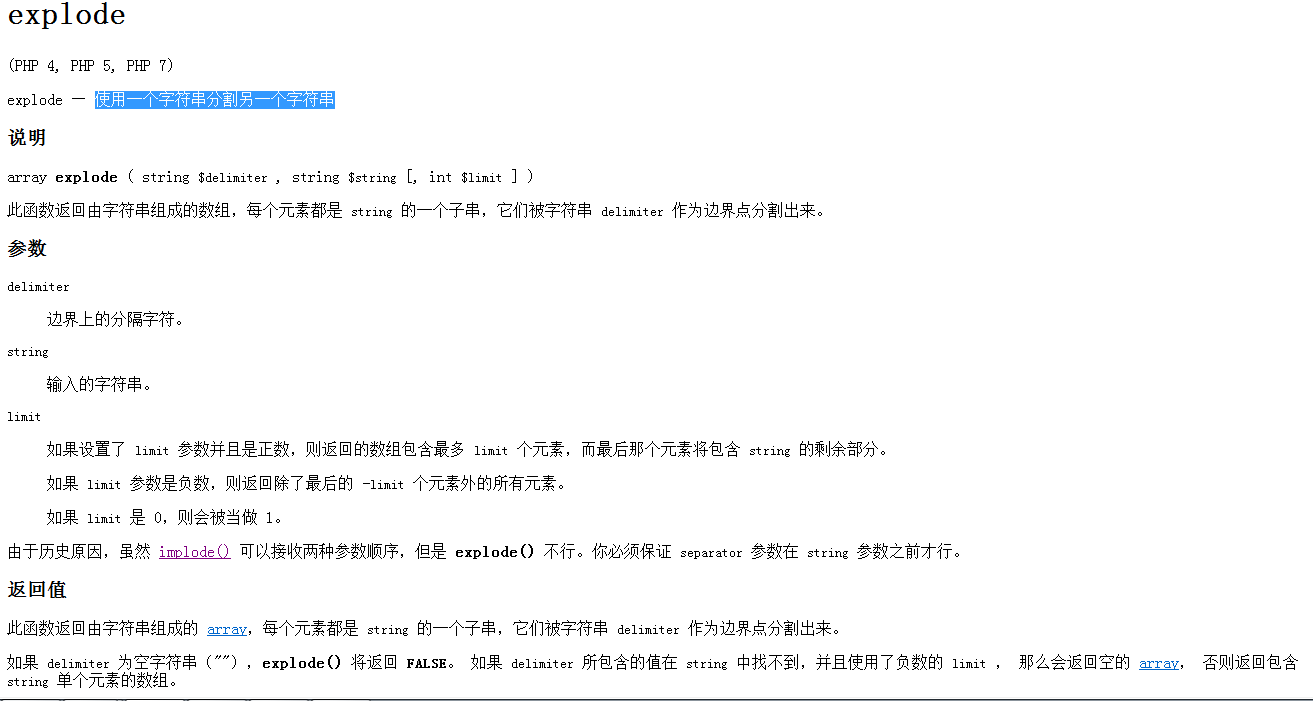 explode
(PHP 4, PHP 5, PHP 7)
explode — 使用一个字符串分割另一个字符串
说明
array explode ( string $delimiter , string $string [, int $limit ] )
此函数返回由字符串组成的数组，每个元素都是 string 的一个子串，它们被字符串 delimiter 作为边界点分割出来。
参数
delimiter
边界上的分隔字符。
string
输入的字符串。
limit
如果设置了 limit 参数并且是正数，则返回的数组包含最多 limit 个元素，而最后那个元素将包含 string 的剩余部分。
如果 limit 参数是负数，则返回除了最后的 -limit 个元素外的所有元素。
如果 limit 是 0，则会被当做 1。
由于历史原因，虽然 implode() 可以接收两种参数顺序，但是 explode() 不行。你必须保证 separator 参数在 string 参数之前才行。
返回值
此函数返回由字符串组成的 array，每个元素都是 string 的一个子串，它们被字符串 delimiter 作为边界点分割出来。
如果 delimiter 为空字符串（""）, explode() 将返回 FALSE。 如果 delimiter 所包含的值在 string 中找不到，并且使用了负数的 limit ， 那么会返回空的 array， 否则返回包含
string 单个元素的数组。